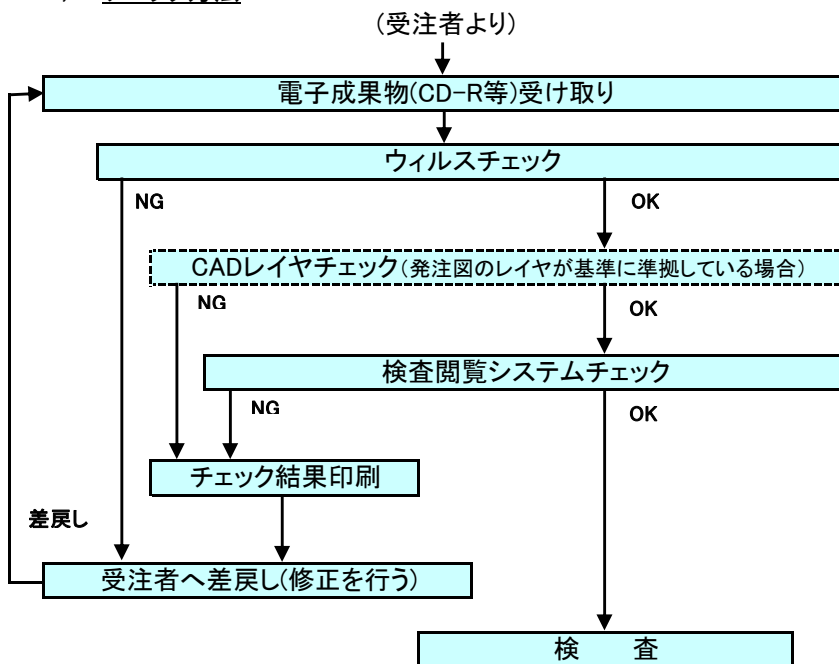 (受注者より)
電子成果物(CD-R等)受け取り
ウィルスチェック
NG
OK
CADレイヤチェック(発注図のレイヤが基準に準拠している場合)
NG
OK
検査閲覧システムチェック
NG
OK
チェック結果印刷
差戻し
受注者へ差戻し(修正を行う)
検　査